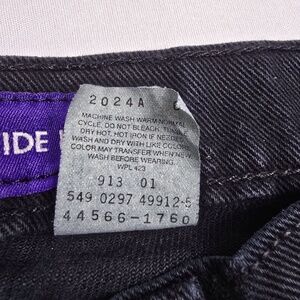 2024A
IDE
MACHINE WASH WARM NORMAL
CYCLE. DO NOT BLEACH. TUMBLE
DRY HOT. HOT IRON IF NEEDED.
WASH AND DRY WITH LIKE COLORS.
COLOR MAY TRANSFER WHEN NEW
WASH BEFORE WEARING.
WPL 423
913 01
549 0297 49912-5
44566-1760